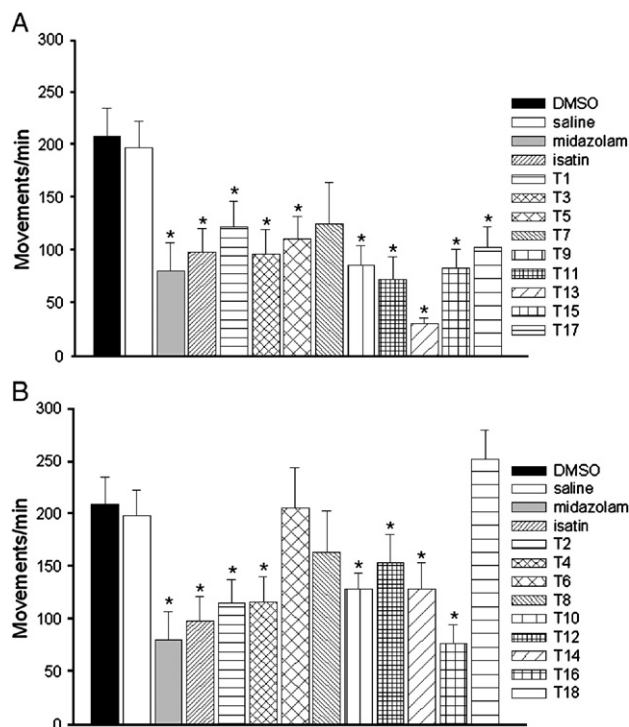 A
300
250
200
150
100
50
0
Movements/min
* * * * * * * * * *
DMSO
saline
midazolam
isatin
T1
T3
T5
T7
T9
T11
T13
T15
T17
B
300
250
200
150
100
50
0
Movements/min
* * * * * * * *
DMSO
saline
midazolam
isatin
T2
T4
T6
T8
T10
T12
T14
T16
T18